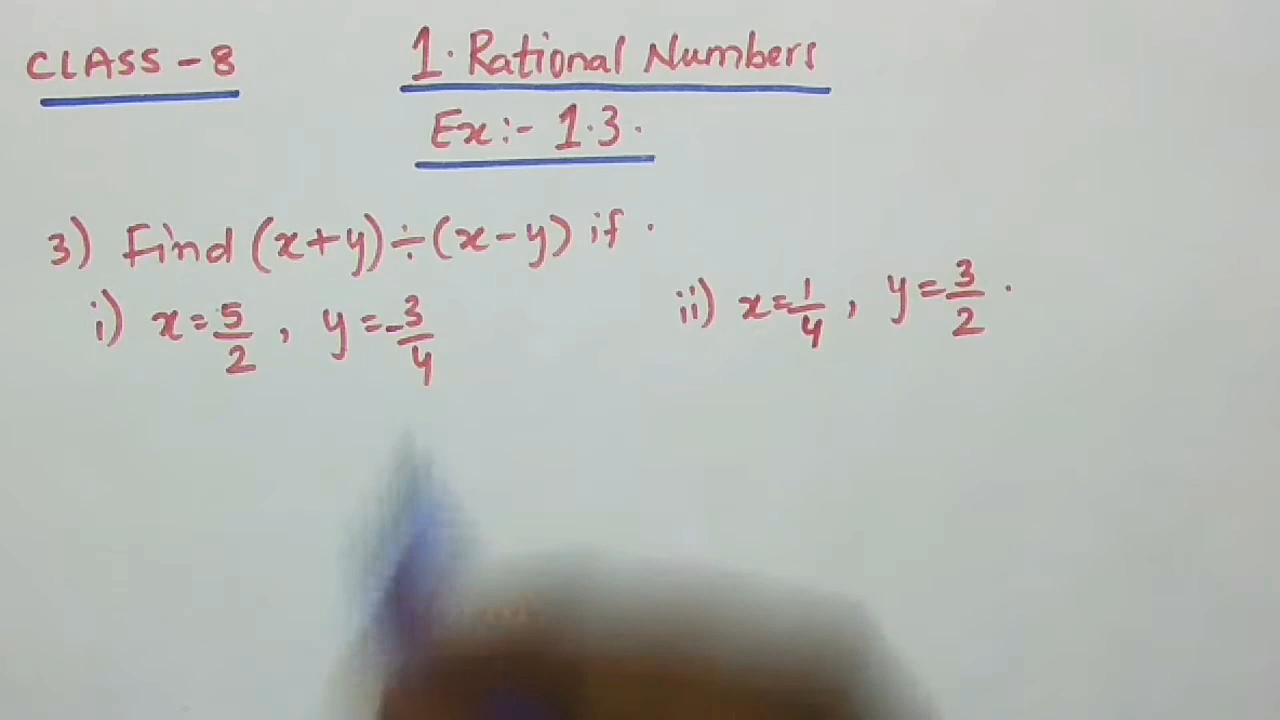 CLASS - 8
1. Rational Numbers
Ex:- 1.3.
3) Find (x+y)÷(x-y) if.
i) x=5/2, y=-3/4
ii) x=1/4, y=3/2.